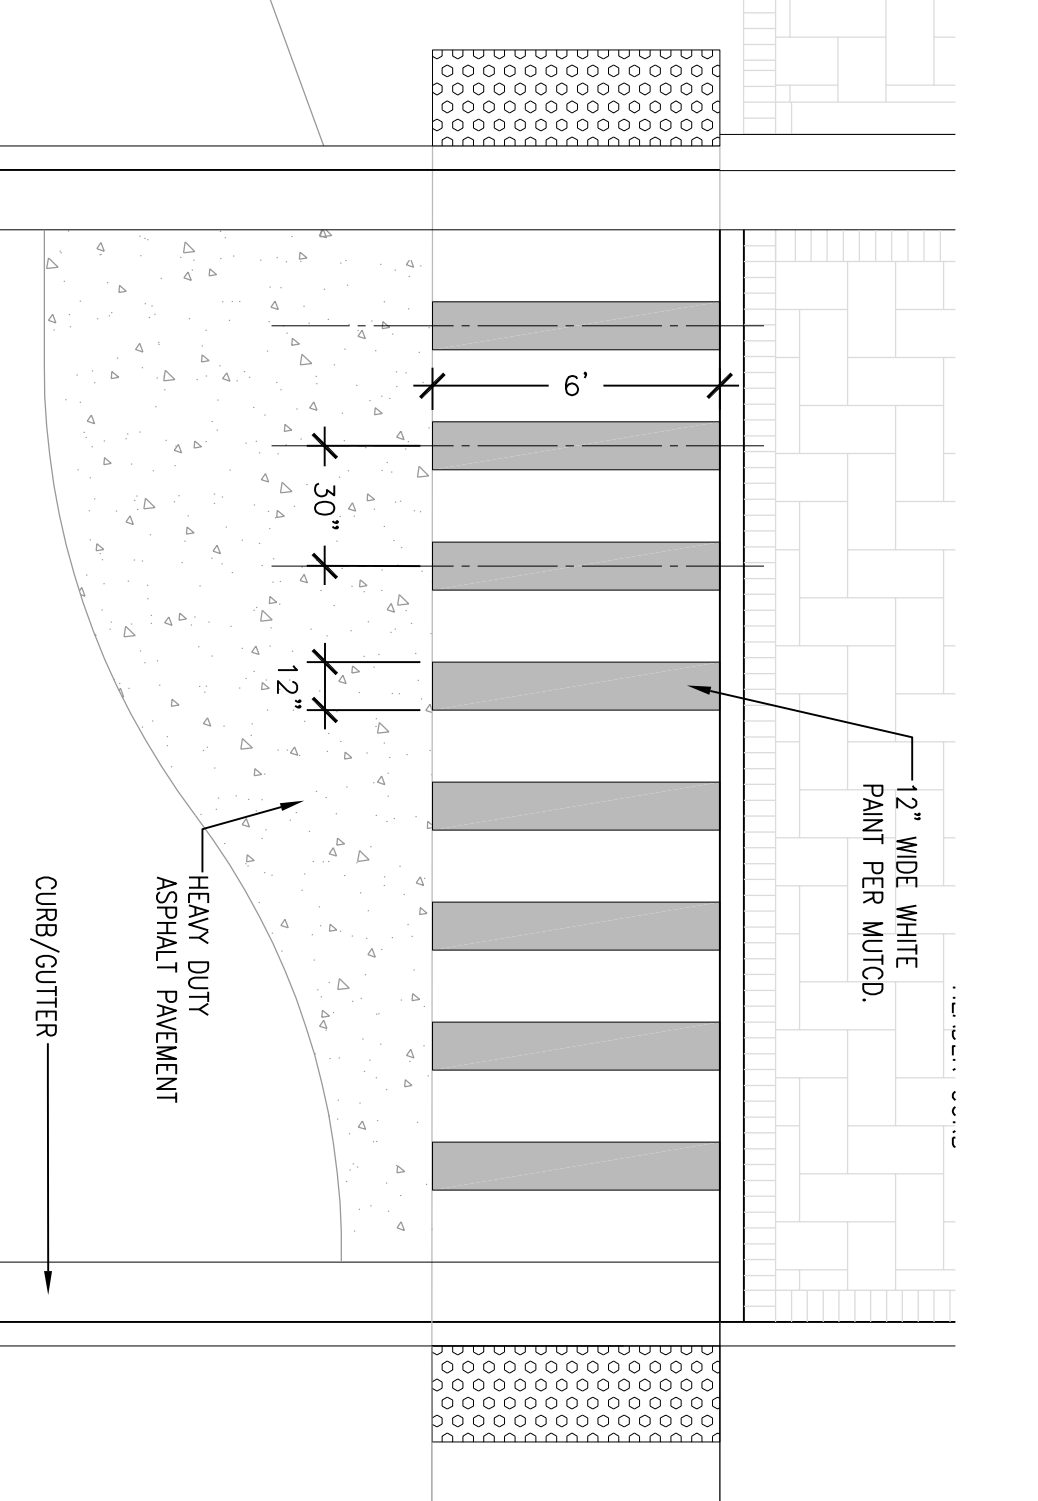 12" WIDE WHITE
PAINT PER MUTCD.
6'
30"
12"
HEAVY DUTY
ASPHALT PAVEMENT
CURB/GUTTER